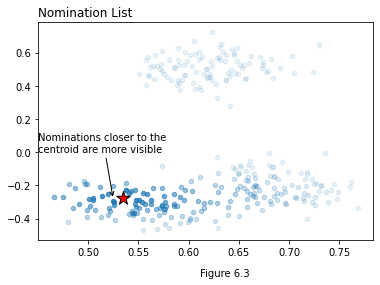 Nomination List
0.6
0.4
0.2
0.0
−0.2
−0.4
Nominations closer to the
centroid are more visible
0.50 0.55 0.60 0.65 0.70 0.75
Figure 6.3